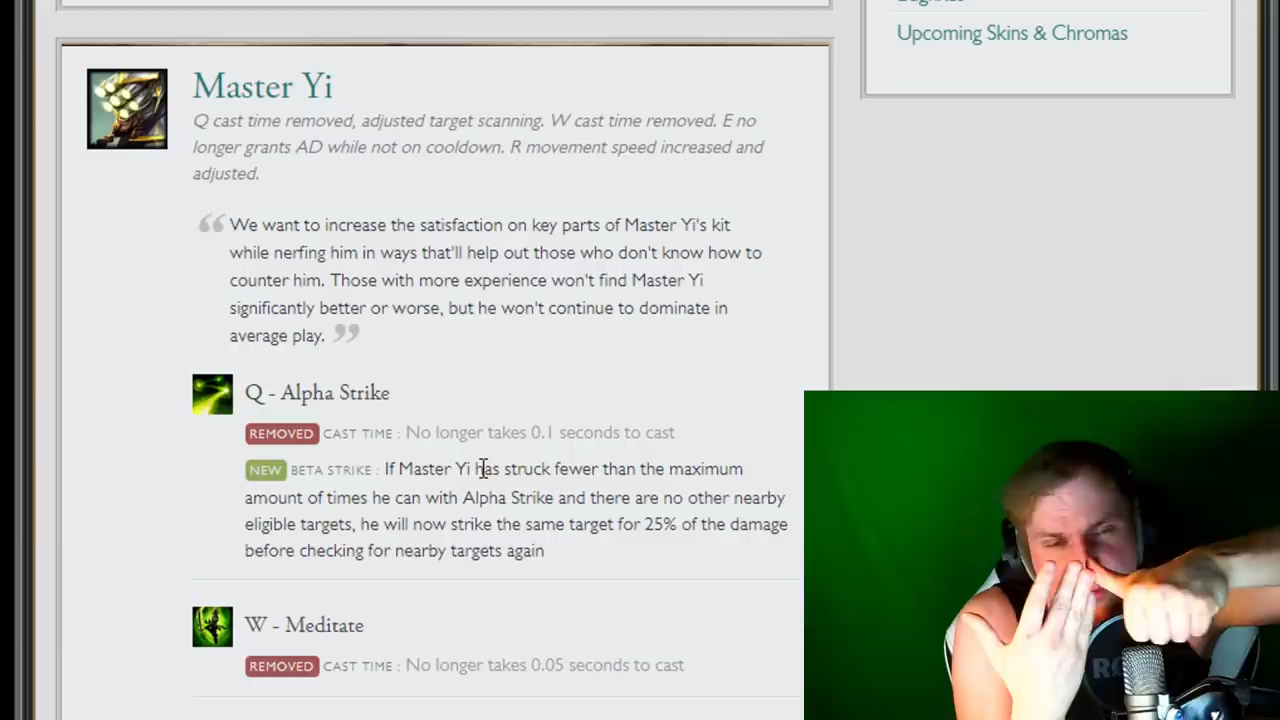 Upcoming Skins & Chromas
Master Yi
Q cast time removed, adjusted target scanning. W cast time removed. E no
longer grants AD while not on cooldown. R movement speed increased and
adjusted.
“ We want to increase the satisfaction on key parts of Master Yi's kit
while nerfing him in ways that'll help out those who don't know how to
counter him. Those with more experience won't find Master Yi
significantly better or worse, but he won't continue to dominate in
average play. ”
Q - Alpha Strike
REMOVED CAST TIME : No longer takes 0.1 seconds to cast
NEW BETA STRIKE : If Master Yi has struck fewer than the maximum
amount of times he can with Alpha Strike and there are no other nearby
eligible targets, he will now strike the same target for 25% of the damage
before checking for nearby targets again
W - Meditate
REMOVED CAST TIME : No longer takes 0.05 seconds to cast